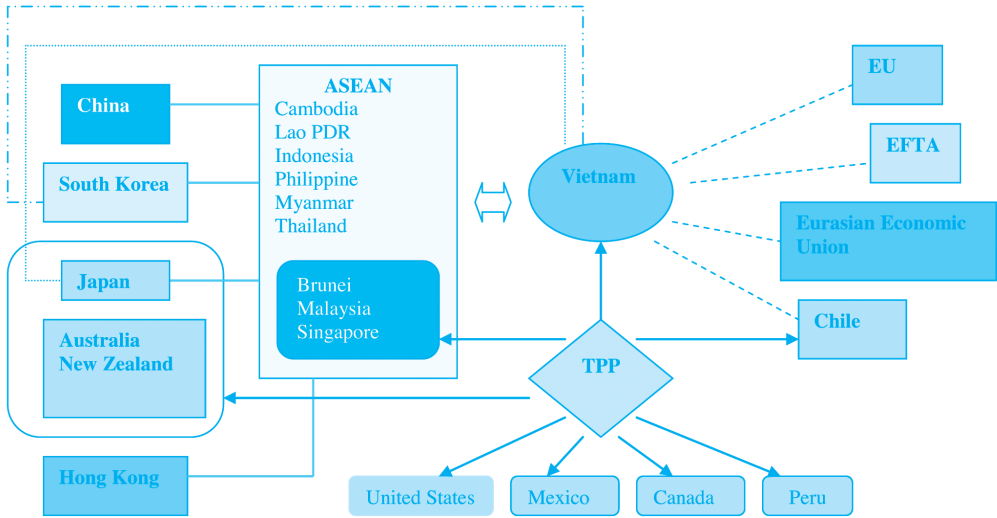 China
South Korea
Japan
Australia
New Zealand
Hong Kong
ASEAN
Cambodia
Lao PDR
Indonesia
Philippine
Myanmar
Thailand
Brunei
Malaysia
Singapore
Vietnam
TPP
EU
EFTA
Eurasian Economic
Union
Chile
United States
Mexico
Canada
Peru